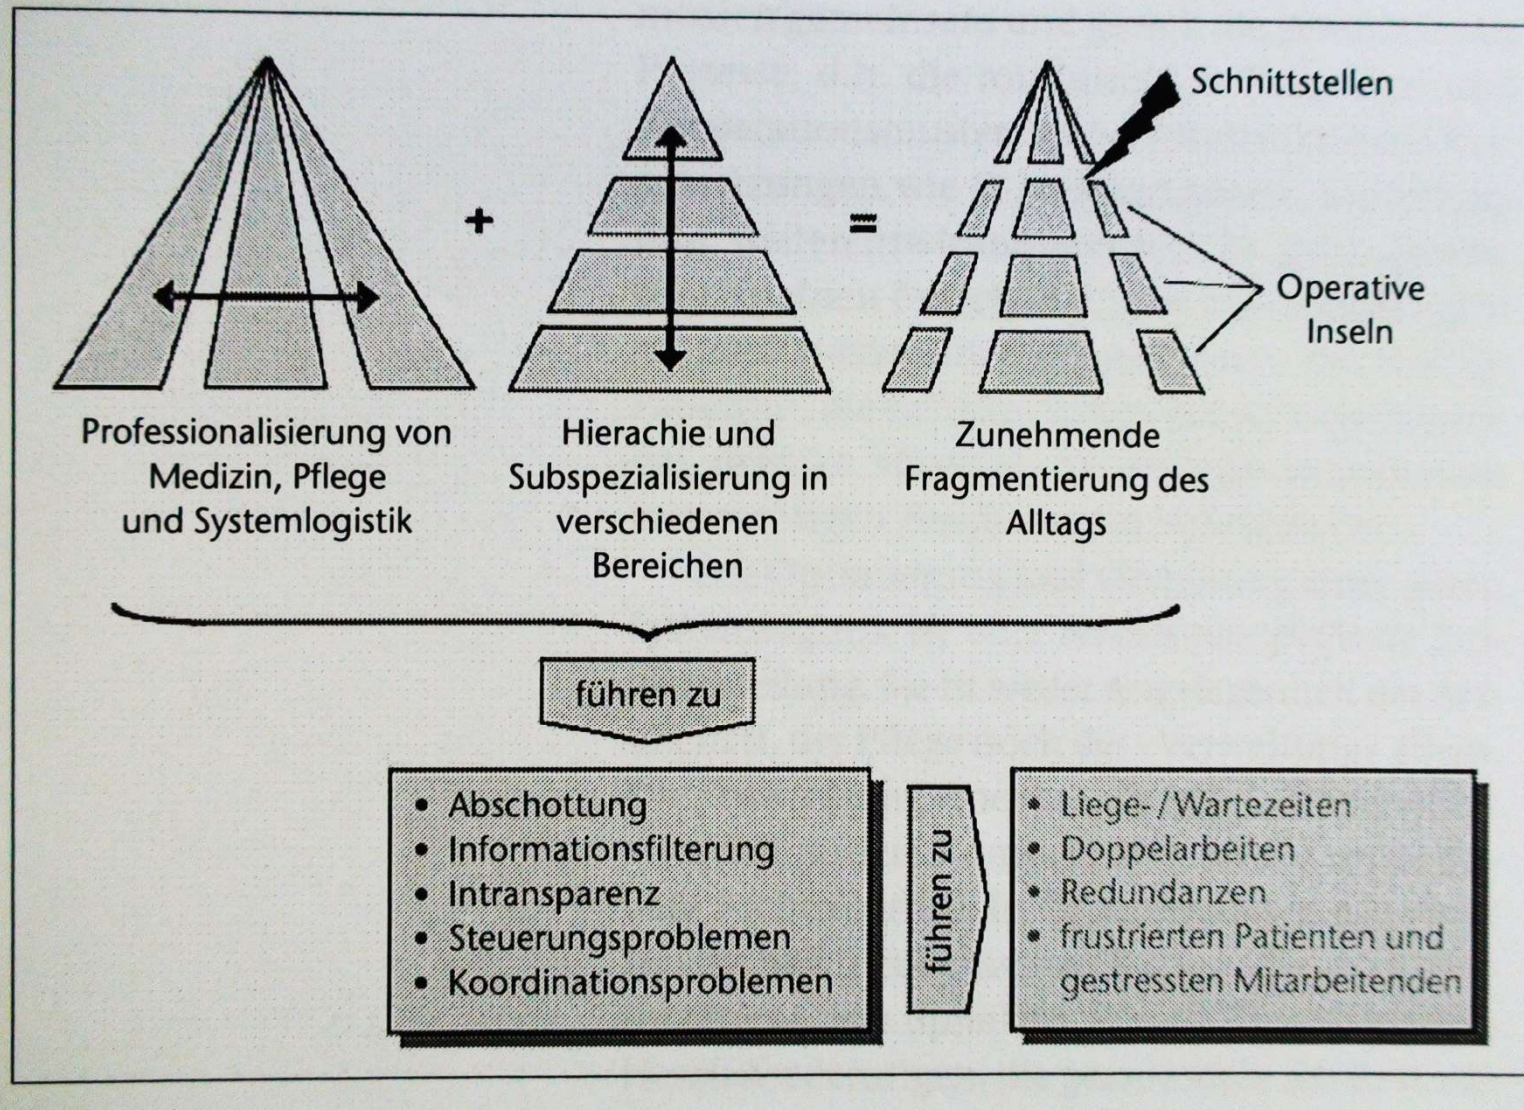 Schnittstellen
+
=
Operative
Inseln
Professionalisierung von
Medizin, Pflege
und Systemlogistik
Hierachie und
Subspezialisierung in
verschiedenen
Bereichen
Zunehmende
Fragmentierung des
Alltags
führen zu
• Abschottung
• Informationsfilterung
• Intransparenz
• Steuerungsproblemen
• Koordinationsproblemen
führen zu
• Liege-/Wartezeiten
• Doppelarbeiten
• Redundanzen
• frustrierten Patienten und
gestressten Mitarbeitenden